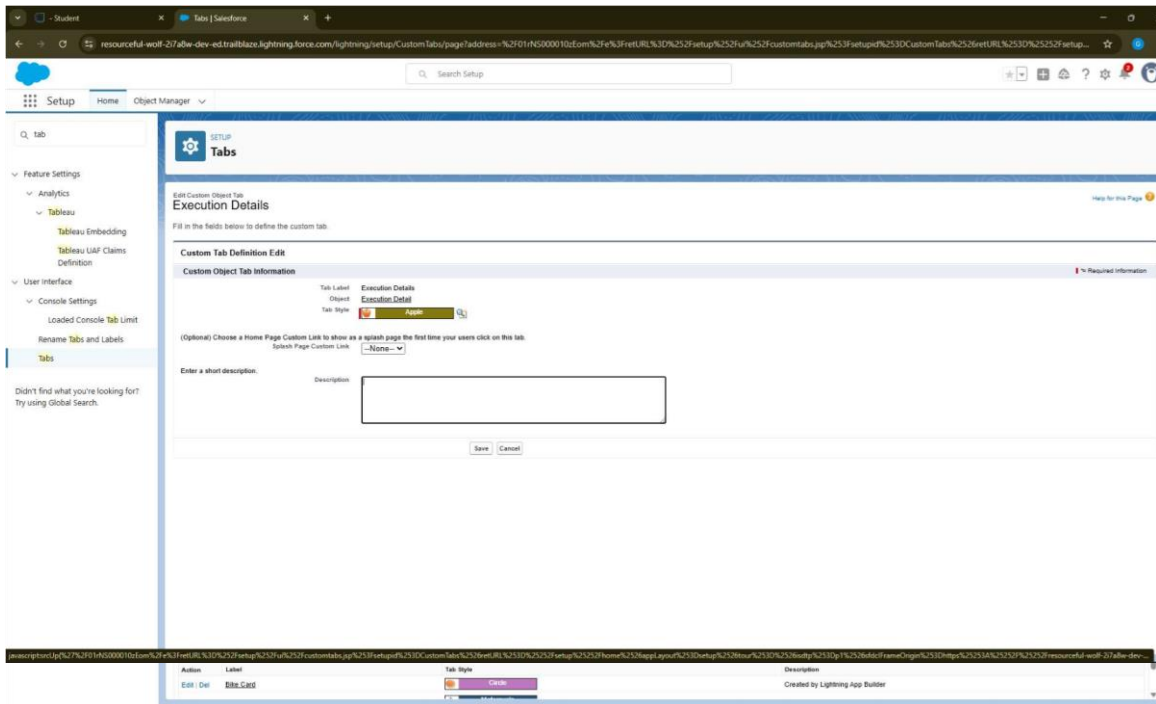 - Student
Tabs | Salesforce
resourceful-wolf-2i7a8w-dev-ed.trailblaze.lightning.force.com/lightning/setup/CustomTabs/page?address=%2F01rNS000010zEom%2Fe%3FretURL%3D%252Fsetup%252Fui%252Fcustomtabs.jsp%253Fsetupid%253DCustomTabs%2526retURL%253D%25252Fsetup...
G
Search Setup
Setup
Home
Object Manager
tab
SETUP
Tabs
Feature Settings
Analytics
Tableau
Tableau Embedding
Tableau UAF Claims
Definition
User Interface
Console Settings
Loaded Console Tab Limit
Rename Tabs and Labels
Tabs
Didn't find what you're looking for?
Try using Global Search.
Edit Custom Object Tab
Execution Details
Help for this Page
Fill in the fields below to define the custom tab.
Custom Tab Definition Edit
Custom Object Tab Information
= Required Information
Tab Label Execution Details
Object Execution Detail
Tab Style Apple
(Optional) Choose a Home Page Custom Link to show as a splash page the first time your users click on this tab.
Splash Page Custom Link --None--
Enter a short description.
Description
Save Cancel
Action Label Tab Style Description
Edit | Del Bike Card Circle Created by Lightning App Builder